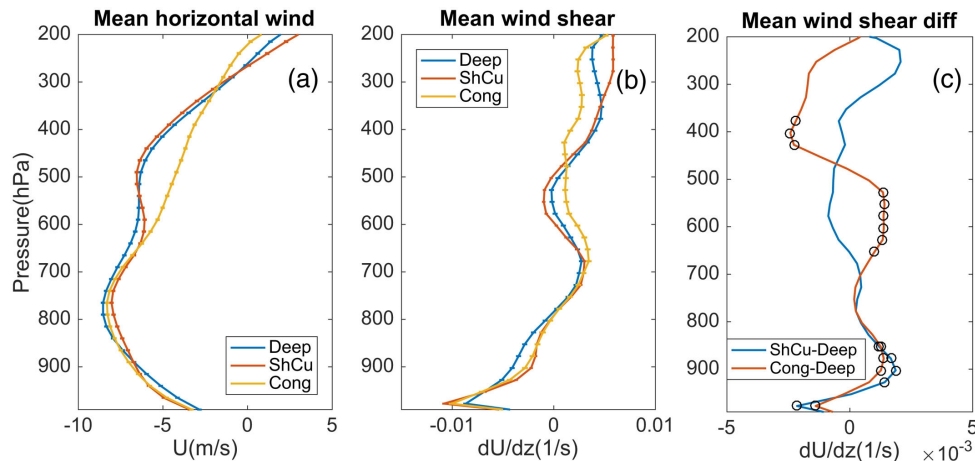 Mean horizontal wind
Mean wind shear
Mean wind shear diff
200
300
400
500
600
700
800
900
Pressure(hPa)
(a)
Deep
ShCu
Cong
-10
-5
0
5
U(m/s)
200
300
400
500
600
700
800
900
Deep
ShCu
Cong
(b)
-0.01
0
0.01
dU/dz(1/s)
200
300
400
500
600
700
800
900
(c)
ShCu-Deep
Cong-Deep
-5
0
5
dU/dz(1/s)
× 10⁻³